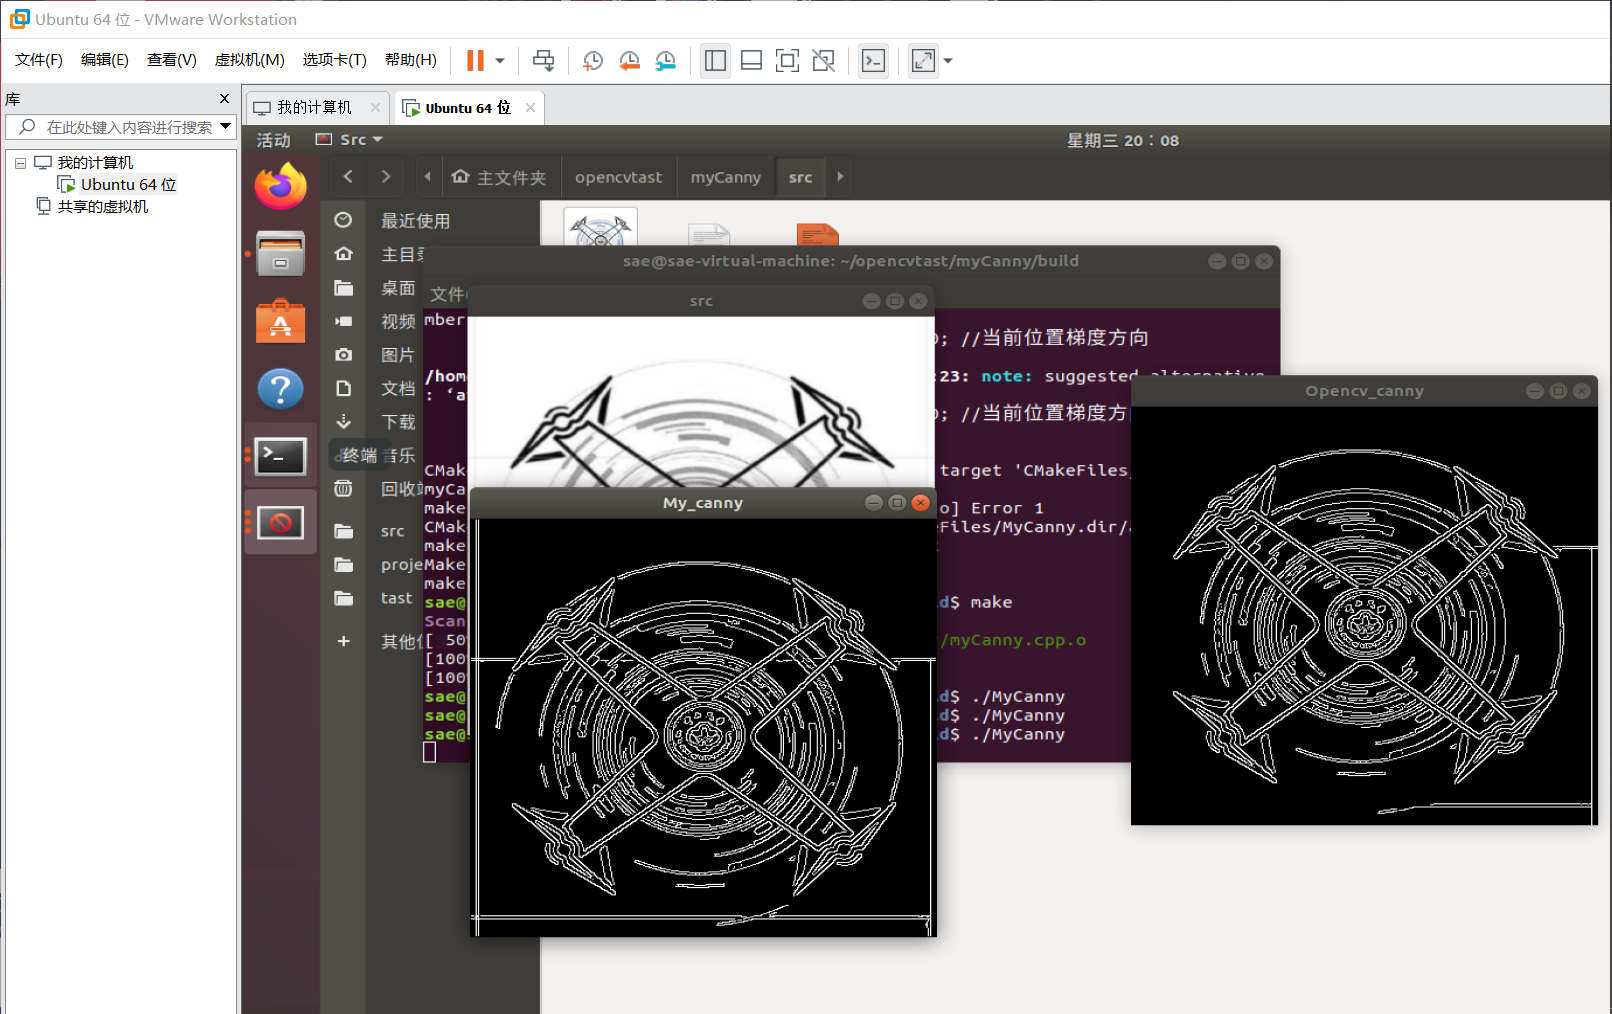 Ubuntu 64 位 - VMware Workstation
文件(F) 编辑(E) 查看(V) 虚拟机(M) 选项卡(T) 帮助(H)
库
在此处键入内容进行搜索
我的计算机
Ubuntu 64 位
共享的虚拟机
我的计算机
Ubuntu 64 位
活动 Src 星期三 20：08
主文件夹 opencvtast myCanny src
最近使用
主目录
桌面
视频
图片
文档
下载
音乐
终端
回收站
src
proje
tast
其他位
sae@sae-virtual-machine: ~/opencvtast/myCanny/build
文件(
src
mber
; //当前位置梯度方向
/hom :23: note: suggested alternative
: ‘a ; //当前位置梯度方
CMak target 'CMakeFiles
myCa
make o] Error 1
CMak eFiles/MyCanny.dir/
make
Make
make
sae@ d$ make
Scan
[ 50% /myCanny.cpp.o
[100%
[100%
sae@ d$ ./MyCanny
sae@ d$ ./MyCanny
sae@ d$ ./MyCanny
My_canny
Opencv_canny